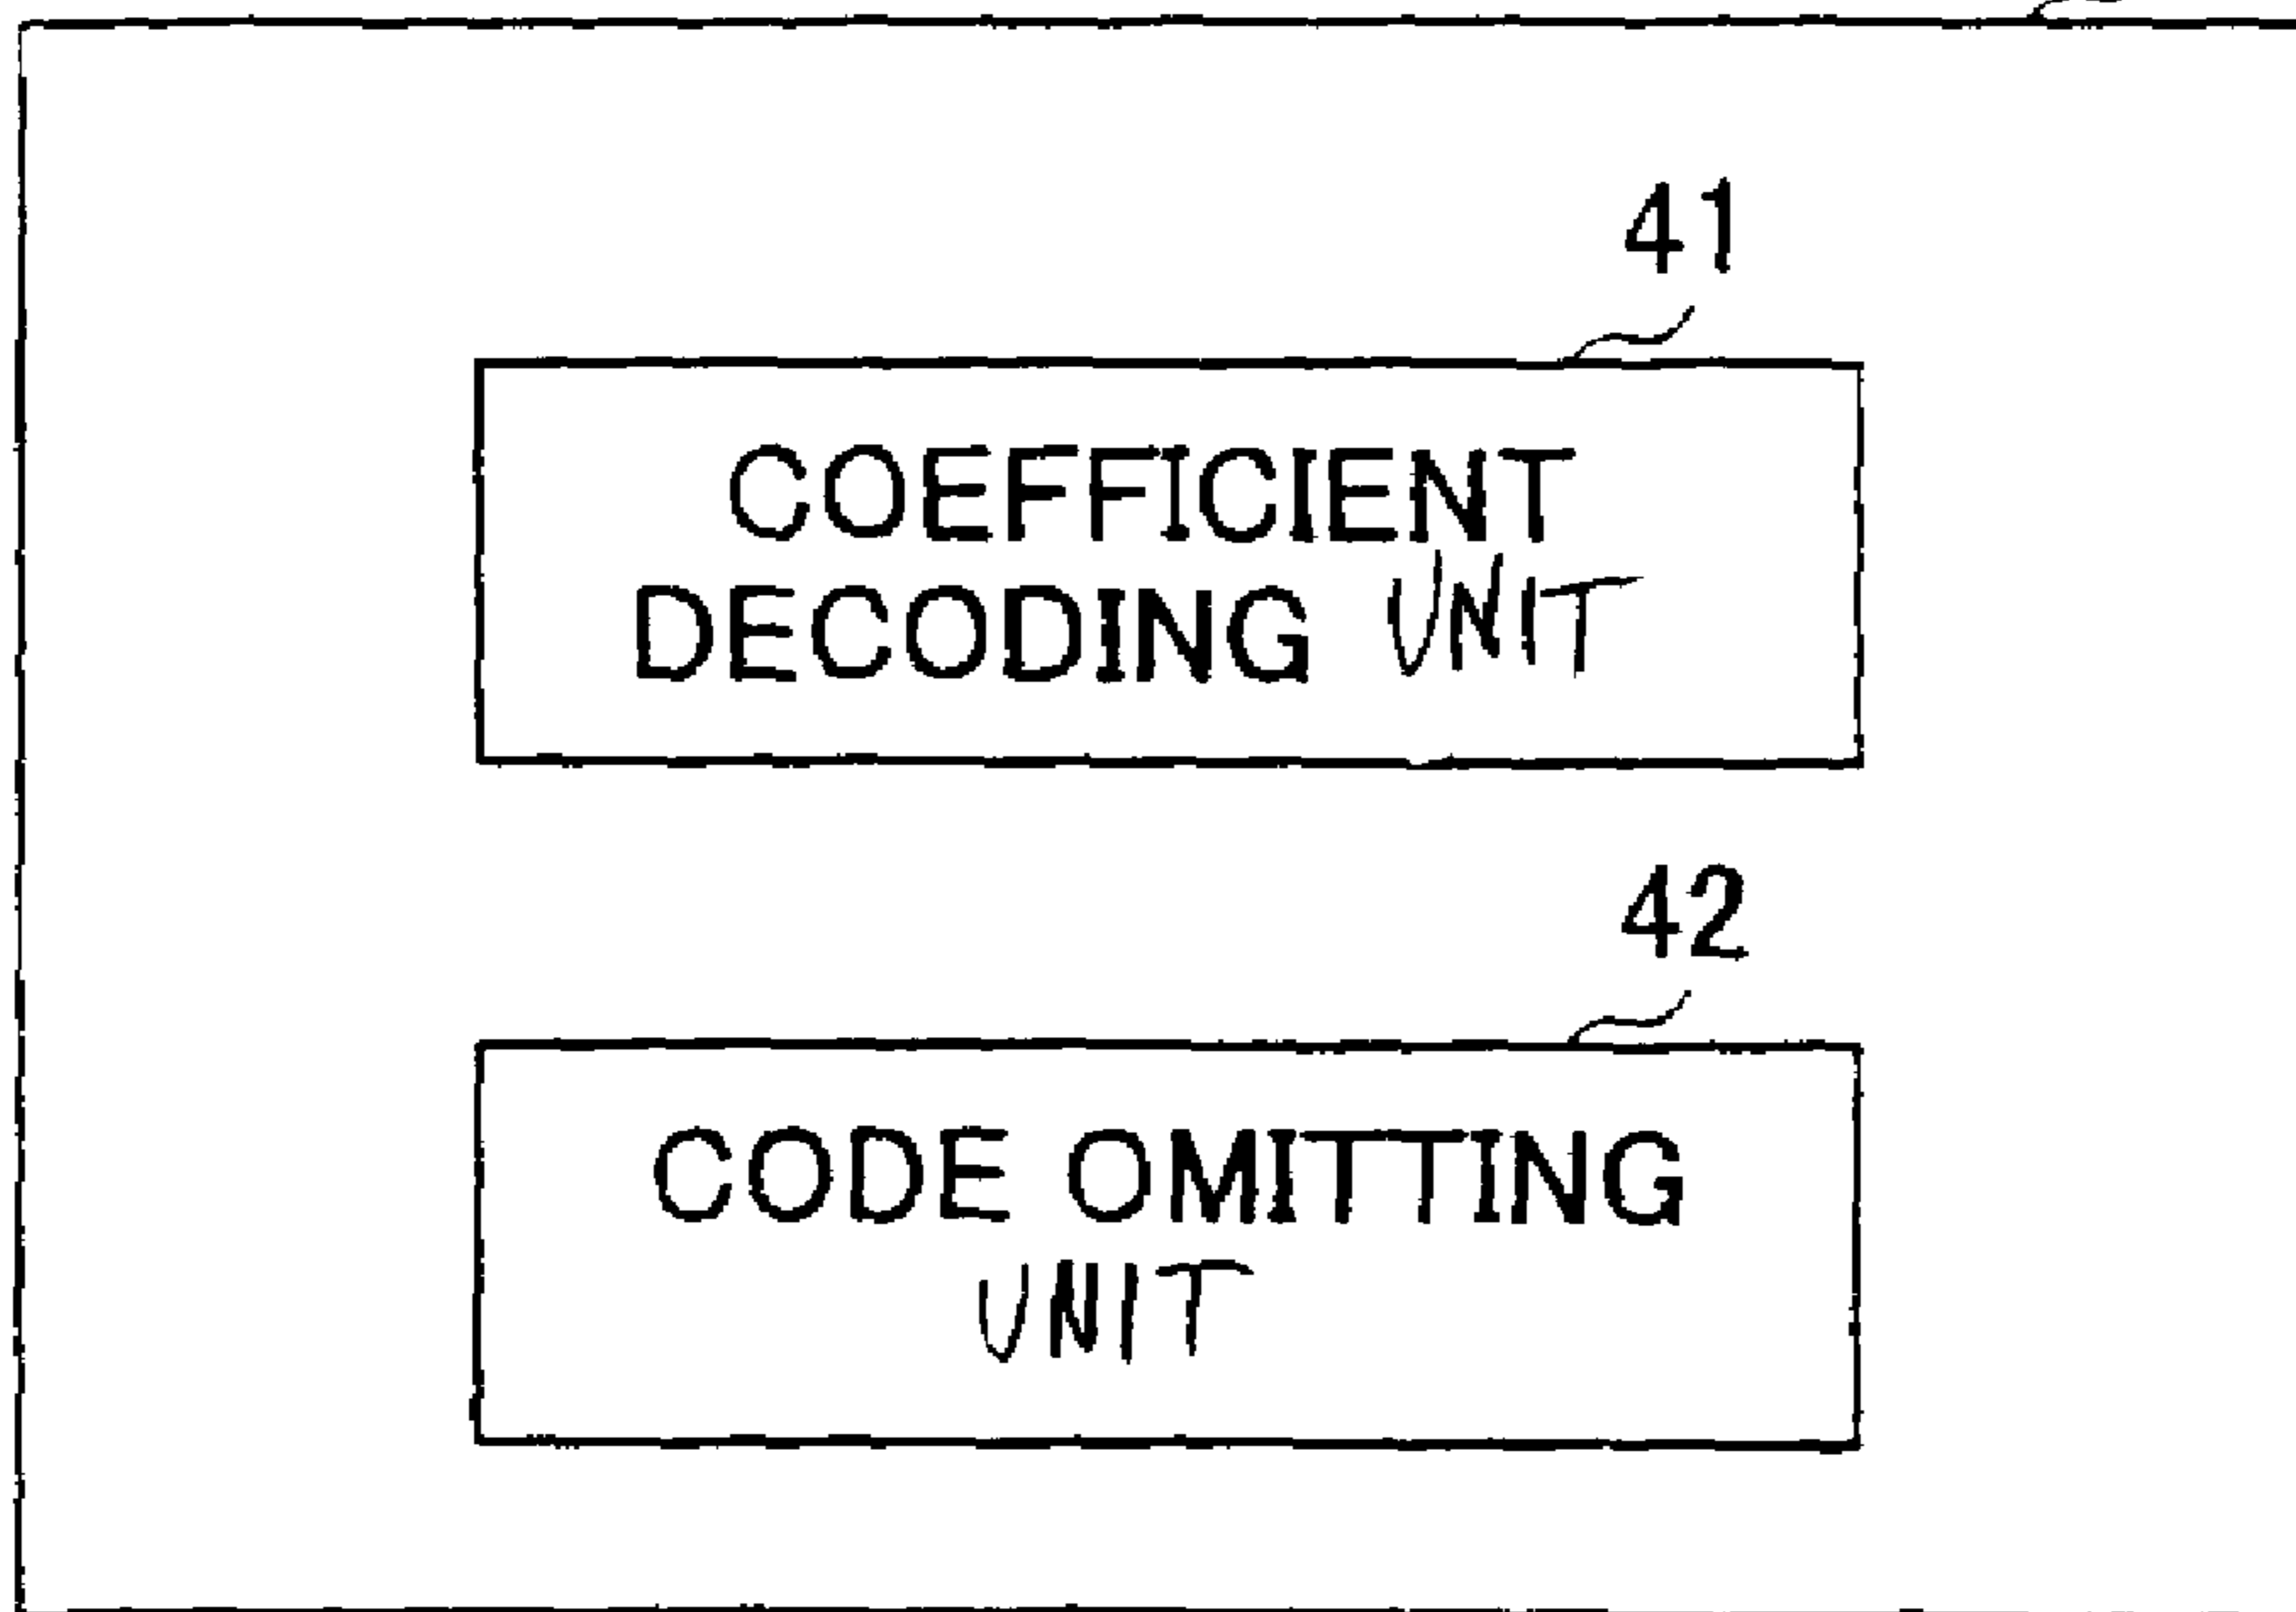 41
COEFFICIENT
DECODING UNIT
42
CODE OMITTING
UNIT